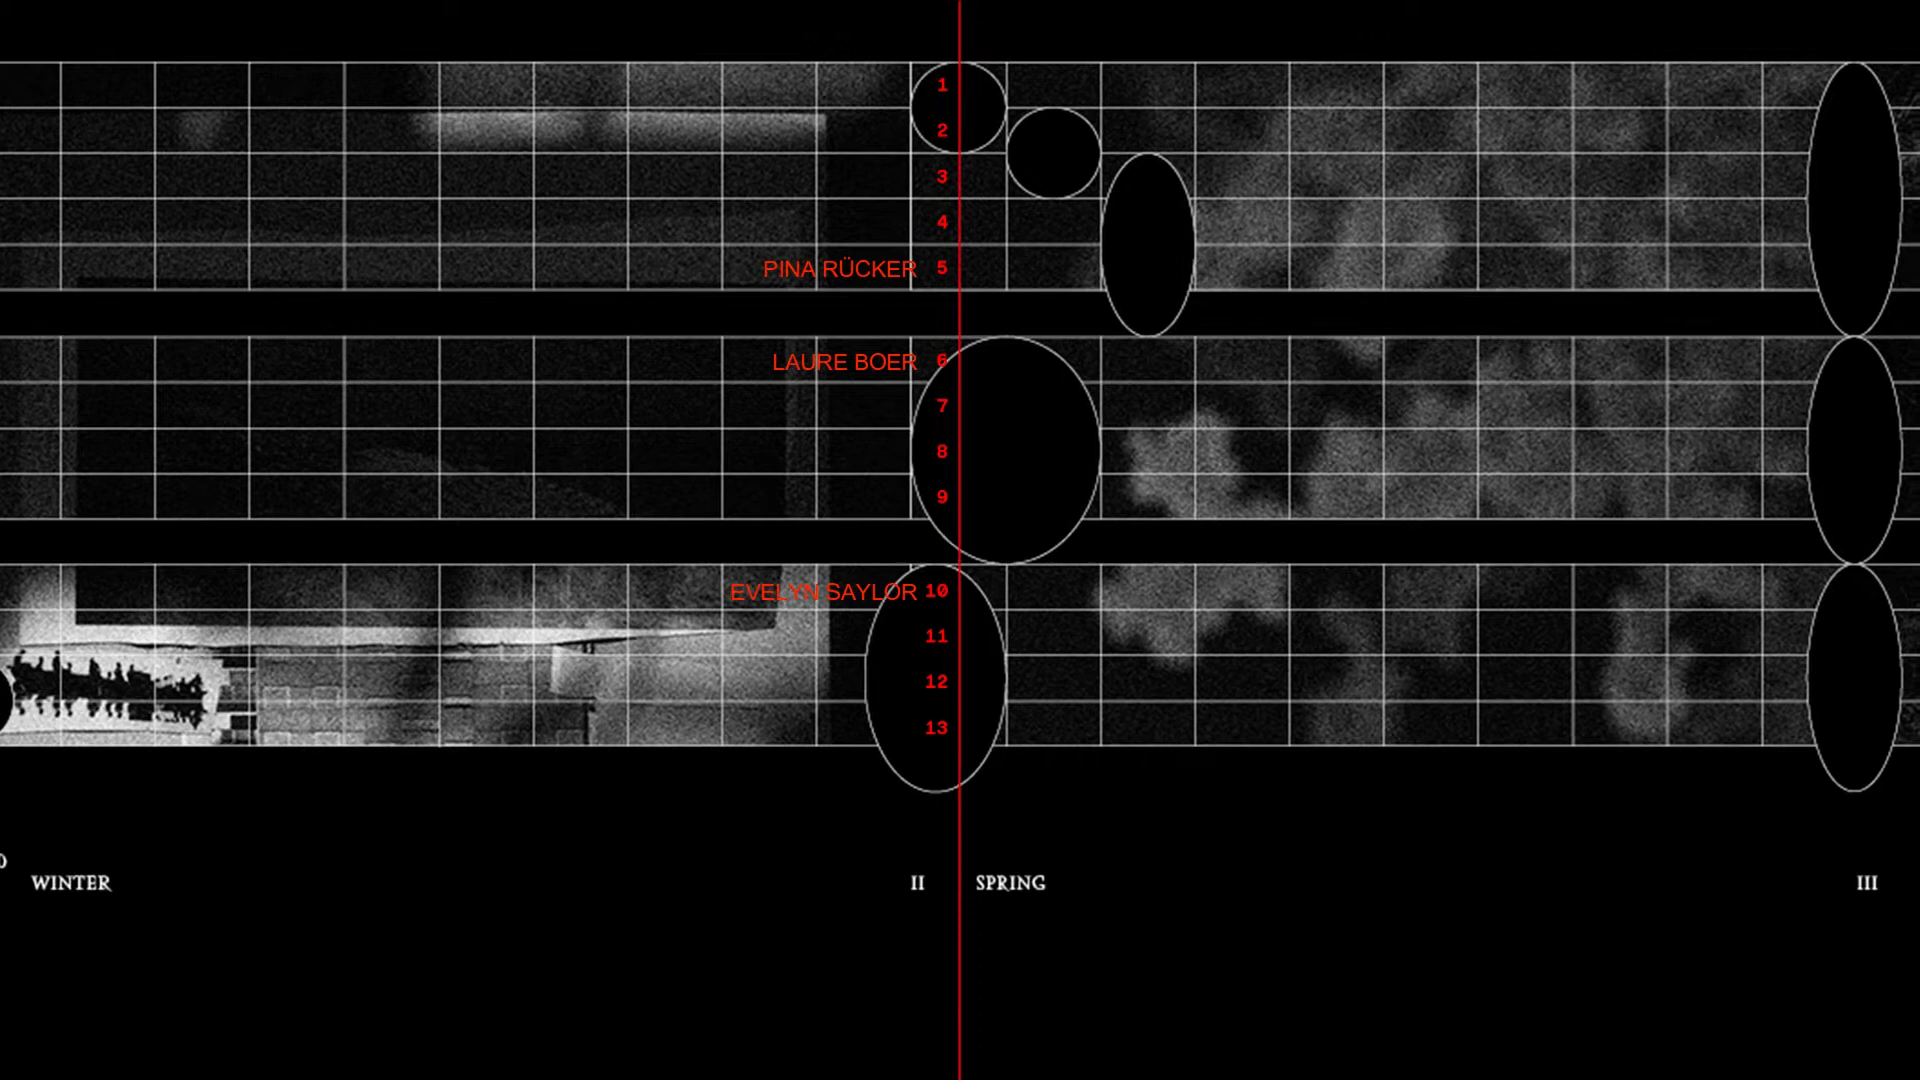 1
2
3
4
PINA RÜCKER 5
LAURE BOER 6
7
8
9
EVELYN SAYLOR 10
11
12
13
WINTER II SPRING III